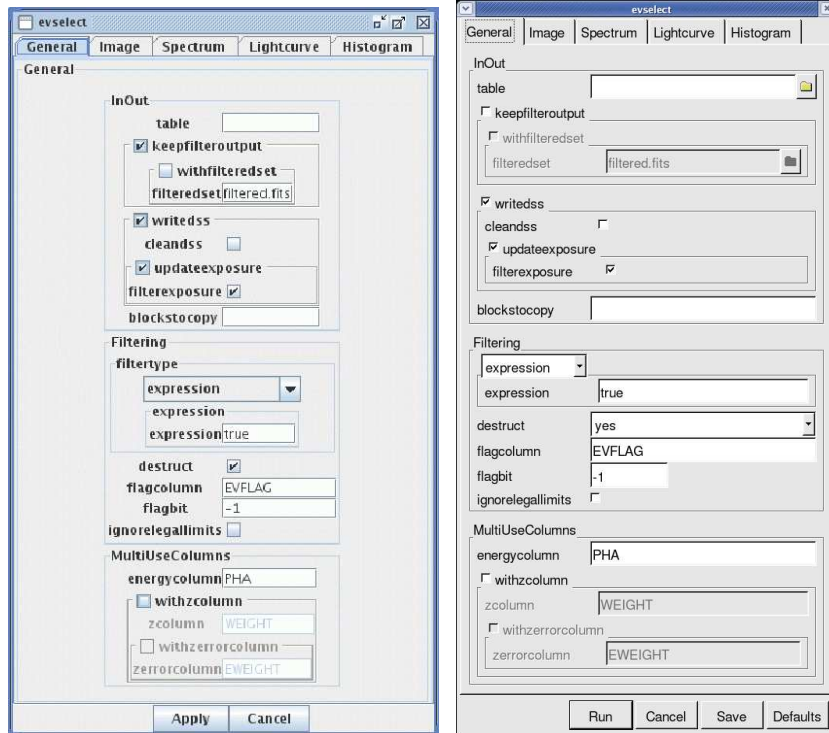 evselect
General Image Spectrum Lightcurve Histogram
General
InOut
table
keepfilteroutput
withfilteredset
filteredset filtered.fits
writedss
cleandss
updateexposure
filterexposure
blockstocopy
Filtering
filtertype
expression
expression
expression true
destruct
flagcolumn EVFLAG
flagbit -1
ignorelegallimits
MultiUseColumns
energycolumn PHA
withzcolumn
zcolumn WEIGHT
withzerrorcolumn
zerrorcolumn EWEIGHT
Apply Cancel
evselect
General Image Spectrum Lightcurve Histogram
InOut
table
keepfilteroutput
withfilteredset
filteredset filtered.fits
writedss
cleandss
updateexposure
filterexposure
blockstocopy
Filtering
expression
expression true
destruct yes
flagcolumn EVFLAG
flagbit -1
ignorelegallimits
MultiUseColumns
energycolumn PHA
withzcolumn
zcolumn WEIGHT
withzerrorcolumn
zerrorcolumn EWEIGHT
Run Cancel Save Defaults